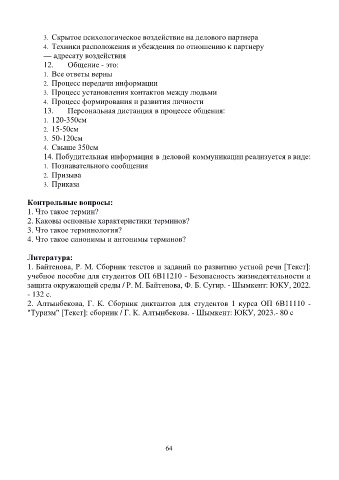 3. Скрытое психологическое воздействие на делового партнера
4. Техники расположения и убеждения по отношению к партнеру
— адресату воздействия
12. Общение - это:
1. Все ответы верны
2. Процесс передачи информации
3. Процесс установления контактов между людьми
4. Процесс формирования и развития личности
13. Персональная дистанция в процессе общения:
1. 120-350см
2. 15-50см
3. 50-120см
4. Свыше 350см
14. Побудительная информация в деловой коммуникации реализуется в виде:
1. Познавательного сообщения
2. Призыва
3. Приказа
Контрольные вопросы:
1. Что такое термин?
2. Каковы основные характеристики терминов?
3. Что такое терминология?
4. Что такое санонимы и антонимы терманов?
Литература:
1. Байтенова, Р. М. Сборник текстов и заданий по развитию устной речи [Текст]:
учебное пособие для студентов ОП 6В11210 - Безопасность жизнедеятельности и
защита окружающей среды / Р. М. Байтенова, Ф. Б. Сугир. - Шымкент: ЮКУ, 2022.
- 132 с.
2. Алтынбекова, Г. К. Сборник диктантов для студентов 1 курса ОП 6В11110 -
"Туризм" [Текст]: сборник / Г. К. Алтынбекова. - Шымкент: ЮКУ, 2023.- 80 с
64